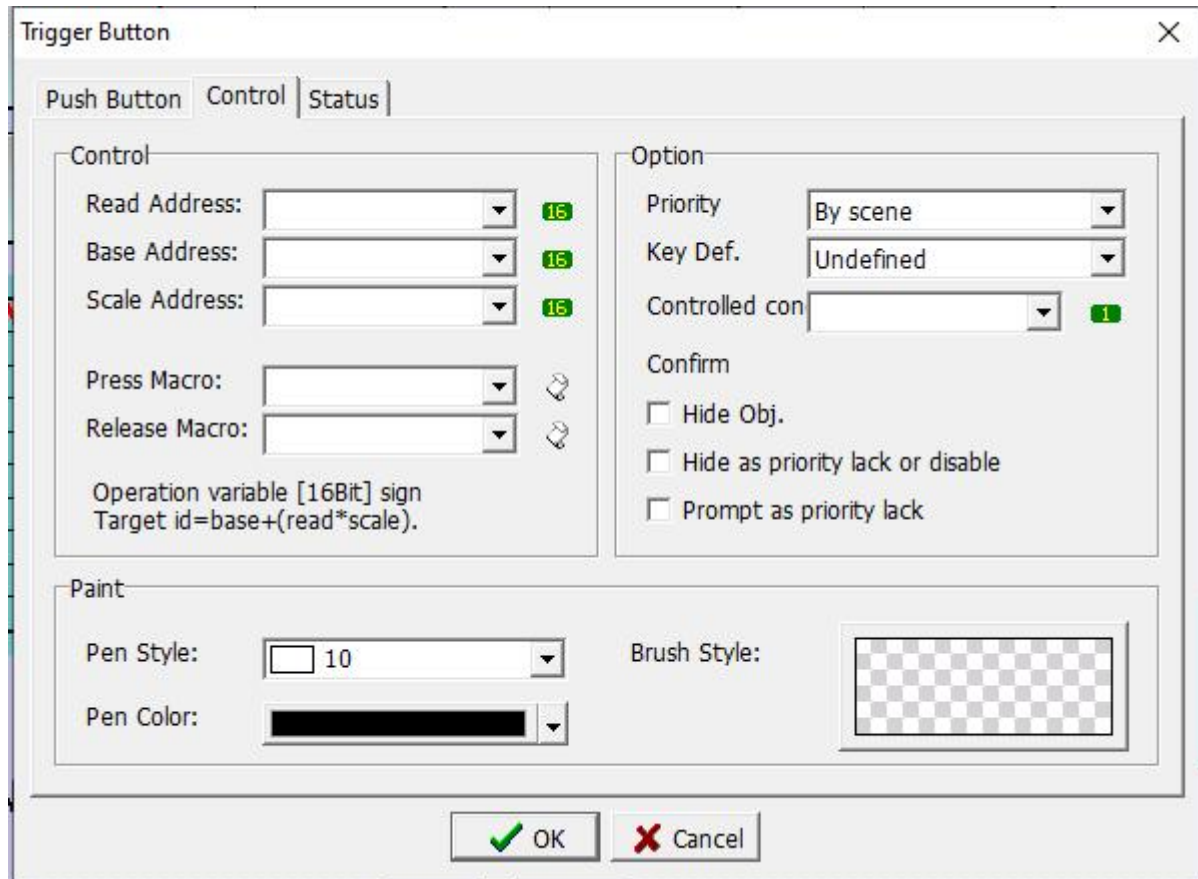 Trigger Button
Push Button Control Status
Control
Read Address: 16
Base Address: 16
Scale Address: 16
Press Macro:
Release Macro:
Operation variable [16Bit] sign
Target id=base+(read*scale).
Option
Priority By scene
Key Def. Undefined
Controlled con 1
Confirm
Hide Obj.
Hide as priority lack or disable
Prompt as priority lack
Paint
Pen Style: 10
Pen Color:
Brush Style:
OK Cancel